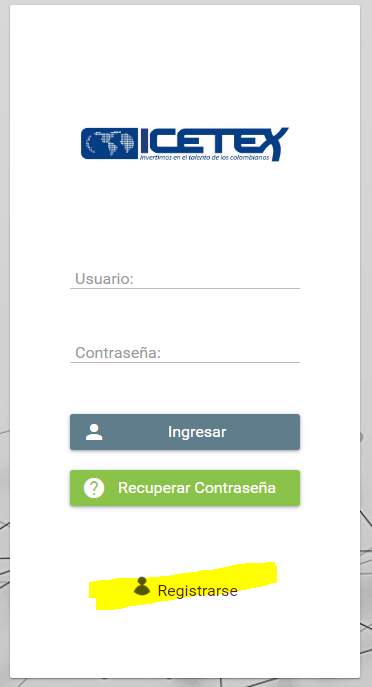 ICETEX
Invertimos en el talento de los colombianos
Usuario:
Contraseña:
Ingresar
Recuperar Contraseña
Registrarse